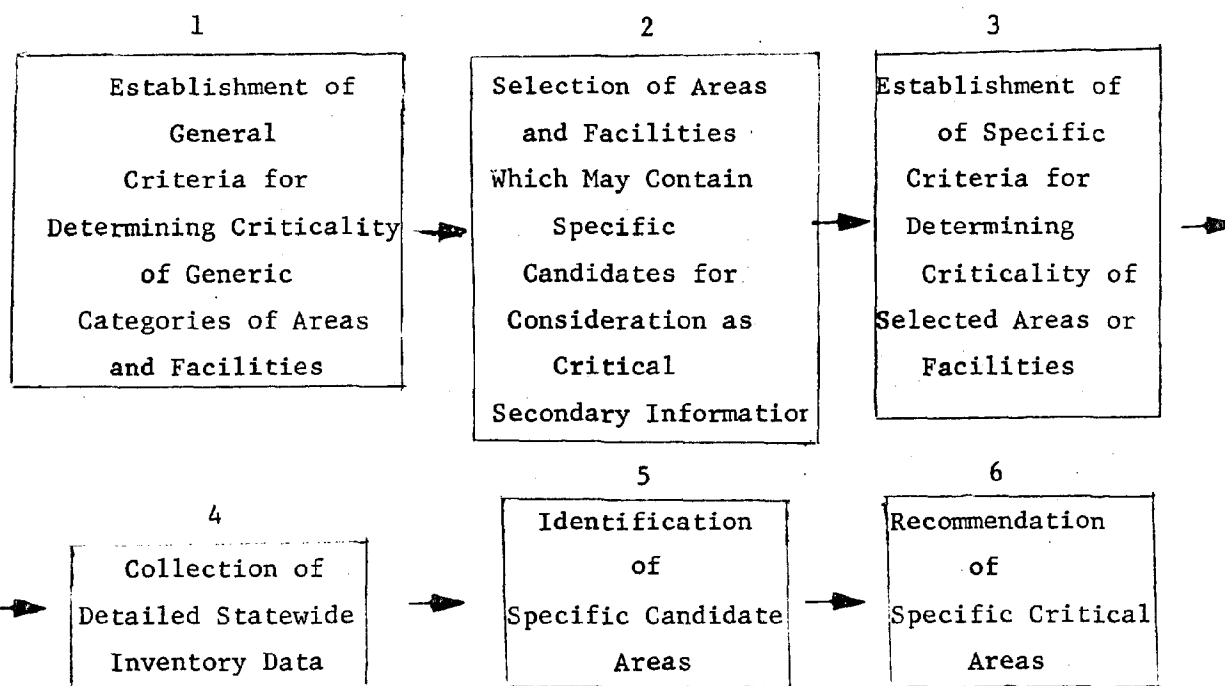 1
Establishment of
General
Criteria for
Determining Criticality
of Generic
Categories of Areas
and Facilities
2
Selection of Areas
and Facilities
Which May Contain
Specific
Candidates for
Consideration as
Critical
Secondary Information
3
Establishment of
of Specific
Criteria for
Determining
Criticality of
Selected Areas or
Facilities
4
Collection of
Detailed Statewide
Inventory Data
5
Identification
of
Specific Candidate
Areas
6
Recommendation
of
Specific Critical
Areas